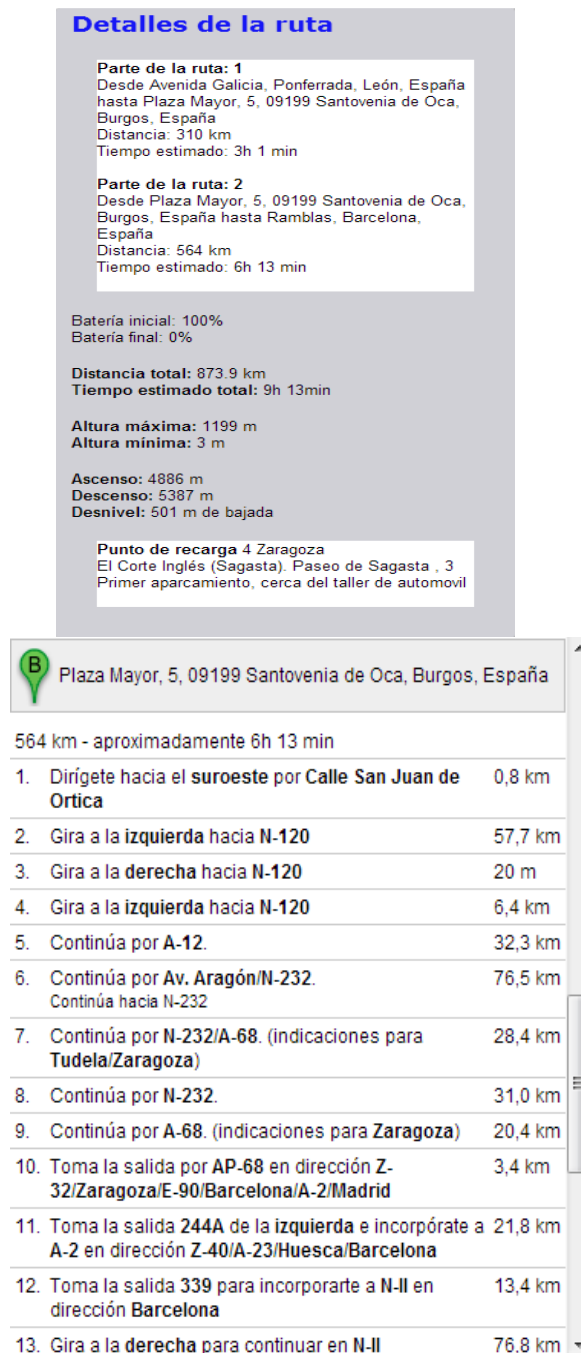 Detalles de la ruta
Parte de la ruta: 1
Desde Avenida Galicia, Ponferrada, León, España
hasta Plaza Mayor, 5, 09199 Santovenia de Oca,
Burgos, España
Distancia: 310 km
Tiempo estimado: 3h 1 min
Parte de la ruta: 2
Desde Plaza Mayor, 5, 09199 Santovenia de Oca,
Burgos, España hasta Ramblas, Barcelona,
España
Distancia: 564 km
Tiempo estimado: 6h 13 min
Batería inicial: 100%
Batería final: 0%
Distancia total: 873.9 km
Tiempo estimado total: 9h 13min
Altura máxima: 1199 m
Altura mínima: 3 m
Ascenso: 4886 m
Descenso: 5387 m
Desnivel: 501 m de bajada
Punto de recarga 4 Zaragoza
El Corte Inglés (Sagasta). Paseo de Sagasta , 3
Primer aparcamiento, cerca del taller de automovil
B Plaza Mayor, 5, 09199 Santovenia de Oca, Burgos, España
564 km - aproximadamente 6h 13 min
1. Dirígete hacia el suroeste por Calle San Juan de 0,8 km
Ortica
2. Gira a la izquierda hacia N-120 57,7 km
3. Gira a la derecha hacia N-120 20 m
4. Gira a la izquierda hacia N-120 6,4 km
5. Continúa por A-12. 32,3 km
6. Continúa por Av. Aragón/N-232. 76,5 km
Continúa hacia N-232
7. Continúa por N-232/A-68. (indicaciones para 28,4 km
Tudela/Zaragoza)
8. Continúa por N-232. 31,0 km
9. Continúa por A-68. (indicaciones para Zaragoza) 20,4 km
10. Toma la salida por AP-68 en dirección Z- 3,4 km
32/Zaragoza/E-90/Barcelona/A-2/Madrid
11. Toma la salida 244A de la izquierda e incorpórate a 21,8 km
A-2 en dirección Z-40/A-23/Huesca/Barcelona
12. Toma la salida 339 para incorporarte a N-II en 13,4 km
dirección Barcelona
13. Gira a la derecha para continuar en N-II 76,8 km